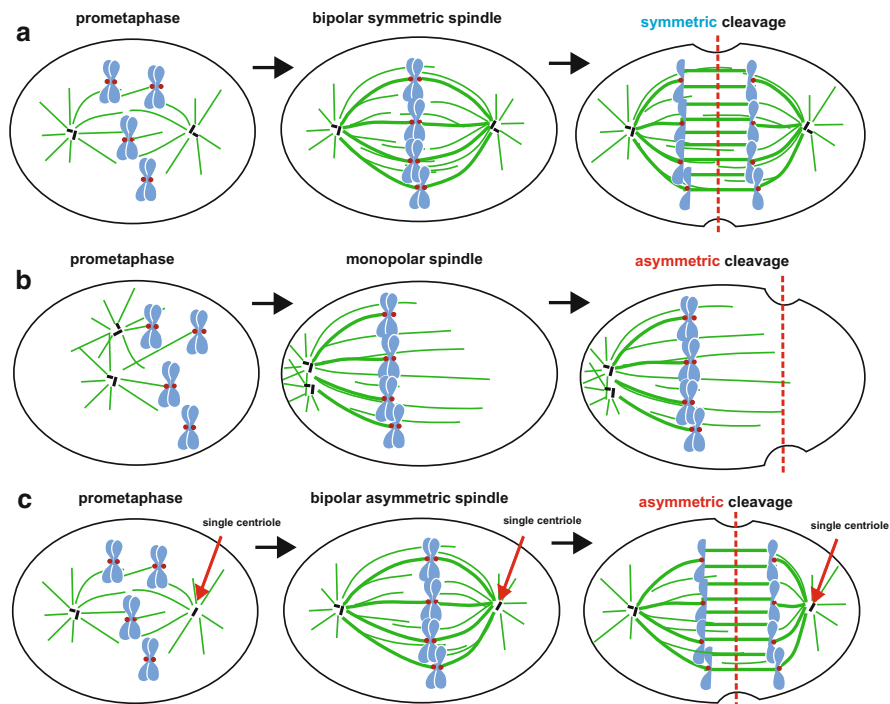 a
prometaphase
bipolar symmetric spindle
symmetric cleavage
b
prometaphase
monopolar spindle
asymmetric cleavage
c
prometaphase
bipolar asymmetric spindle
asymmetric cleavage
single centriole
single centriole
single centriole